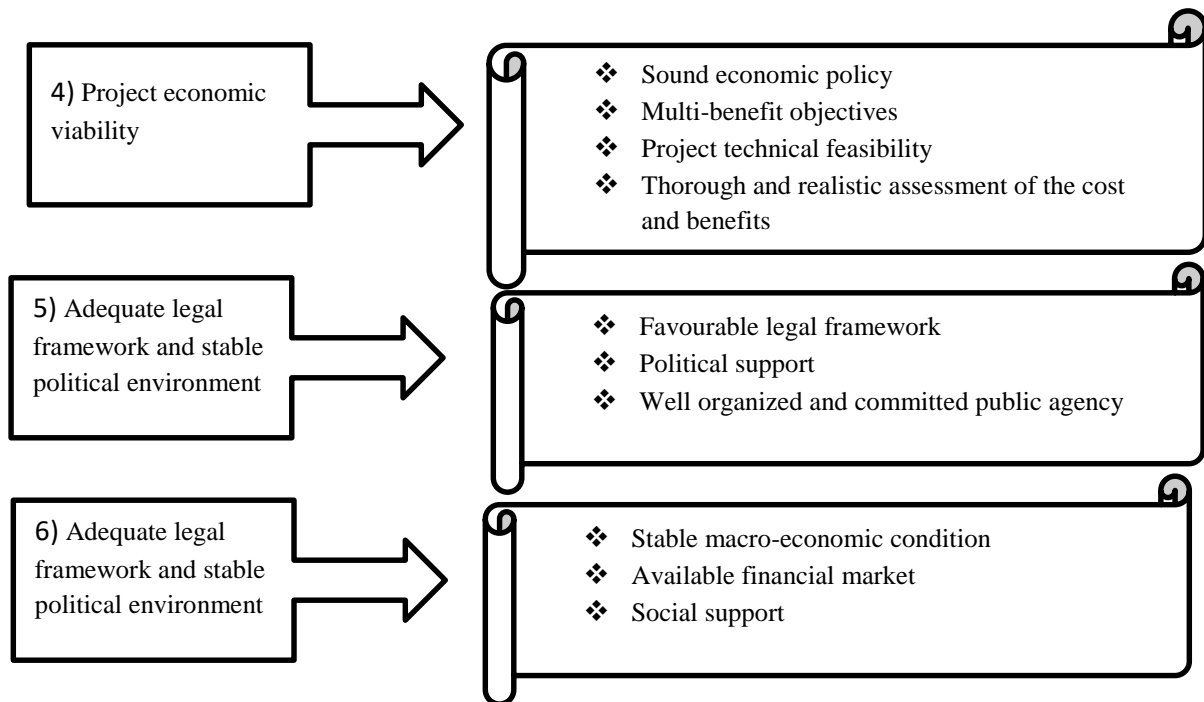 4) Project economic
viability
❖ Sound economic policy
❖ Multi-benefit objectives
❖ Project technical feasibility
❖ Thorough and realistic assessment of the cost
and benefits
5) Adequate legal
framework and stable
political environment
❖ Favourable legal framework
❖ Political support
❖ Well organized and committed public agency
6) Adequate legal
framework and stable
political environment
❖ Stable macro-economic condition
❖ Available financial market
❖ Social support